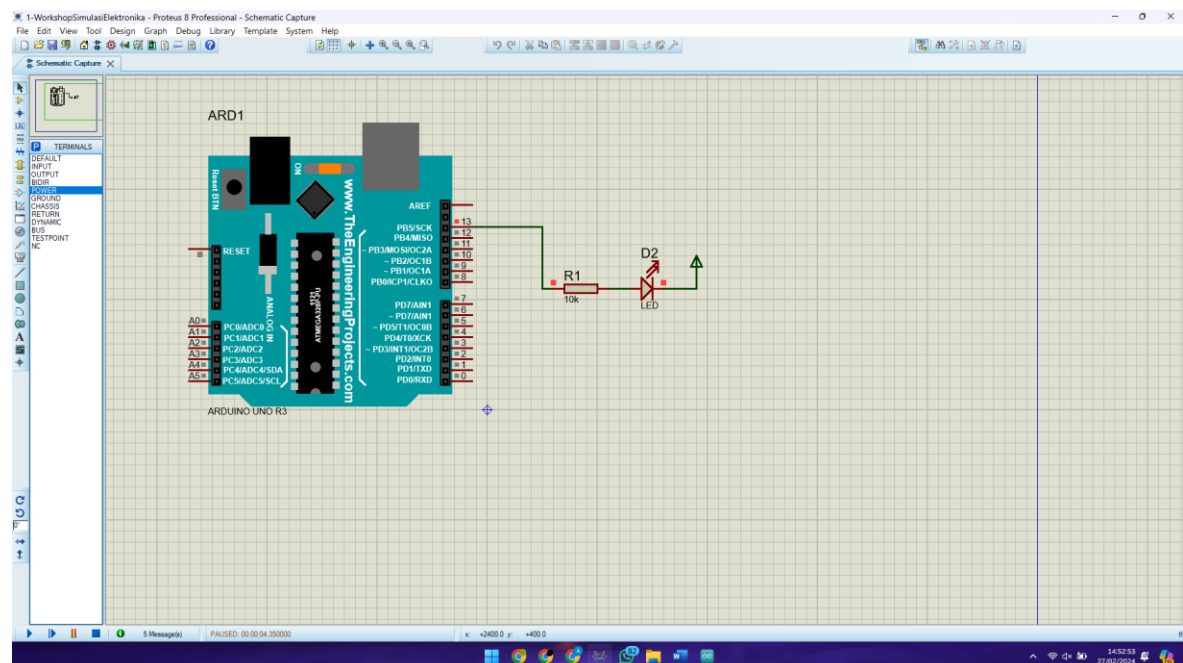 1-WorkshopSimulasiElektronika - Proteus 8 Professional - Schematic Capture
File Edit View Tool Design Graph Debug Library Template System Help
Schematic Capture
TERMINALS
DEFAULT
INPUT
OUTPUT
BIDIR
POWER
GROUND
CHASSIS
RETURN
DYNAMIC
BUS
TESTPOINT
NC
ARD1
Reset BTN
ON
www.TheEngineeringProjects.com
RESET
ANALOG IN
AREF
PB5/SCK 13
PB4/MISO 12
~ PB3/MOSI/OC2A 11
~ PB2/OC1B 10
~ PB1/OC1A 9
PB0/ICP1/CLKO 8
PD7/AIN1 7
~ PD7/AIN1 6
~ PD5/T1/OC0B 5
PD4/T0/XCK 4
~ PD3/INT1/OC2B 3
PD2/INT0 2
PD1/TXD 1
PD0/RXD 0
A0 PC0/ADC0
A1 PC1/ADC1
A2 PC2/ADC2
A3 PC3/ADC3
A4 PC4/ADC4/SDA
A5 PC5/ADC5/SCL
ARDUINO UNO R3
R1
10k
D2
LED
0°
5 Message(s) PAUSED: 00:00:04.350000 x: +2400.0 y: +400.0 th
14:52:53
27/02/2024